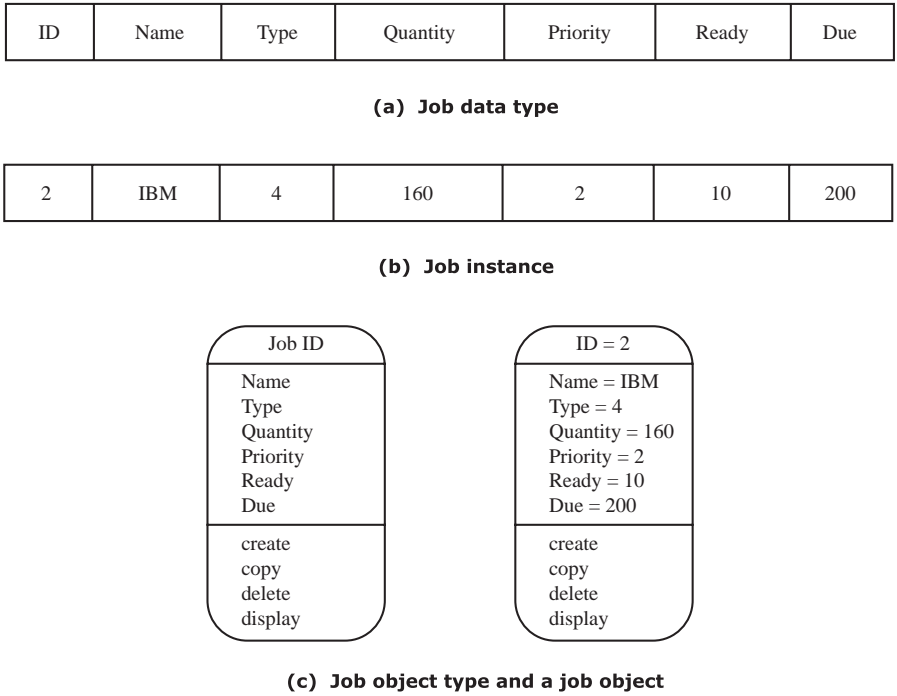 ID Name Type Quantity Priority Ready Due
(a) Job data type
2 IBM 4 160 2 10 200
(b) Job instance
Job ID
Name
Type
Quantity
Priority
Ready
Due
create
copy
delete
display
ID = 2
Name = IBM
Type = 4
Quantity = 160
Priority = 2
Ready = 10
Due = 200
create
copy
delete
display
(c) Job object type and a job object